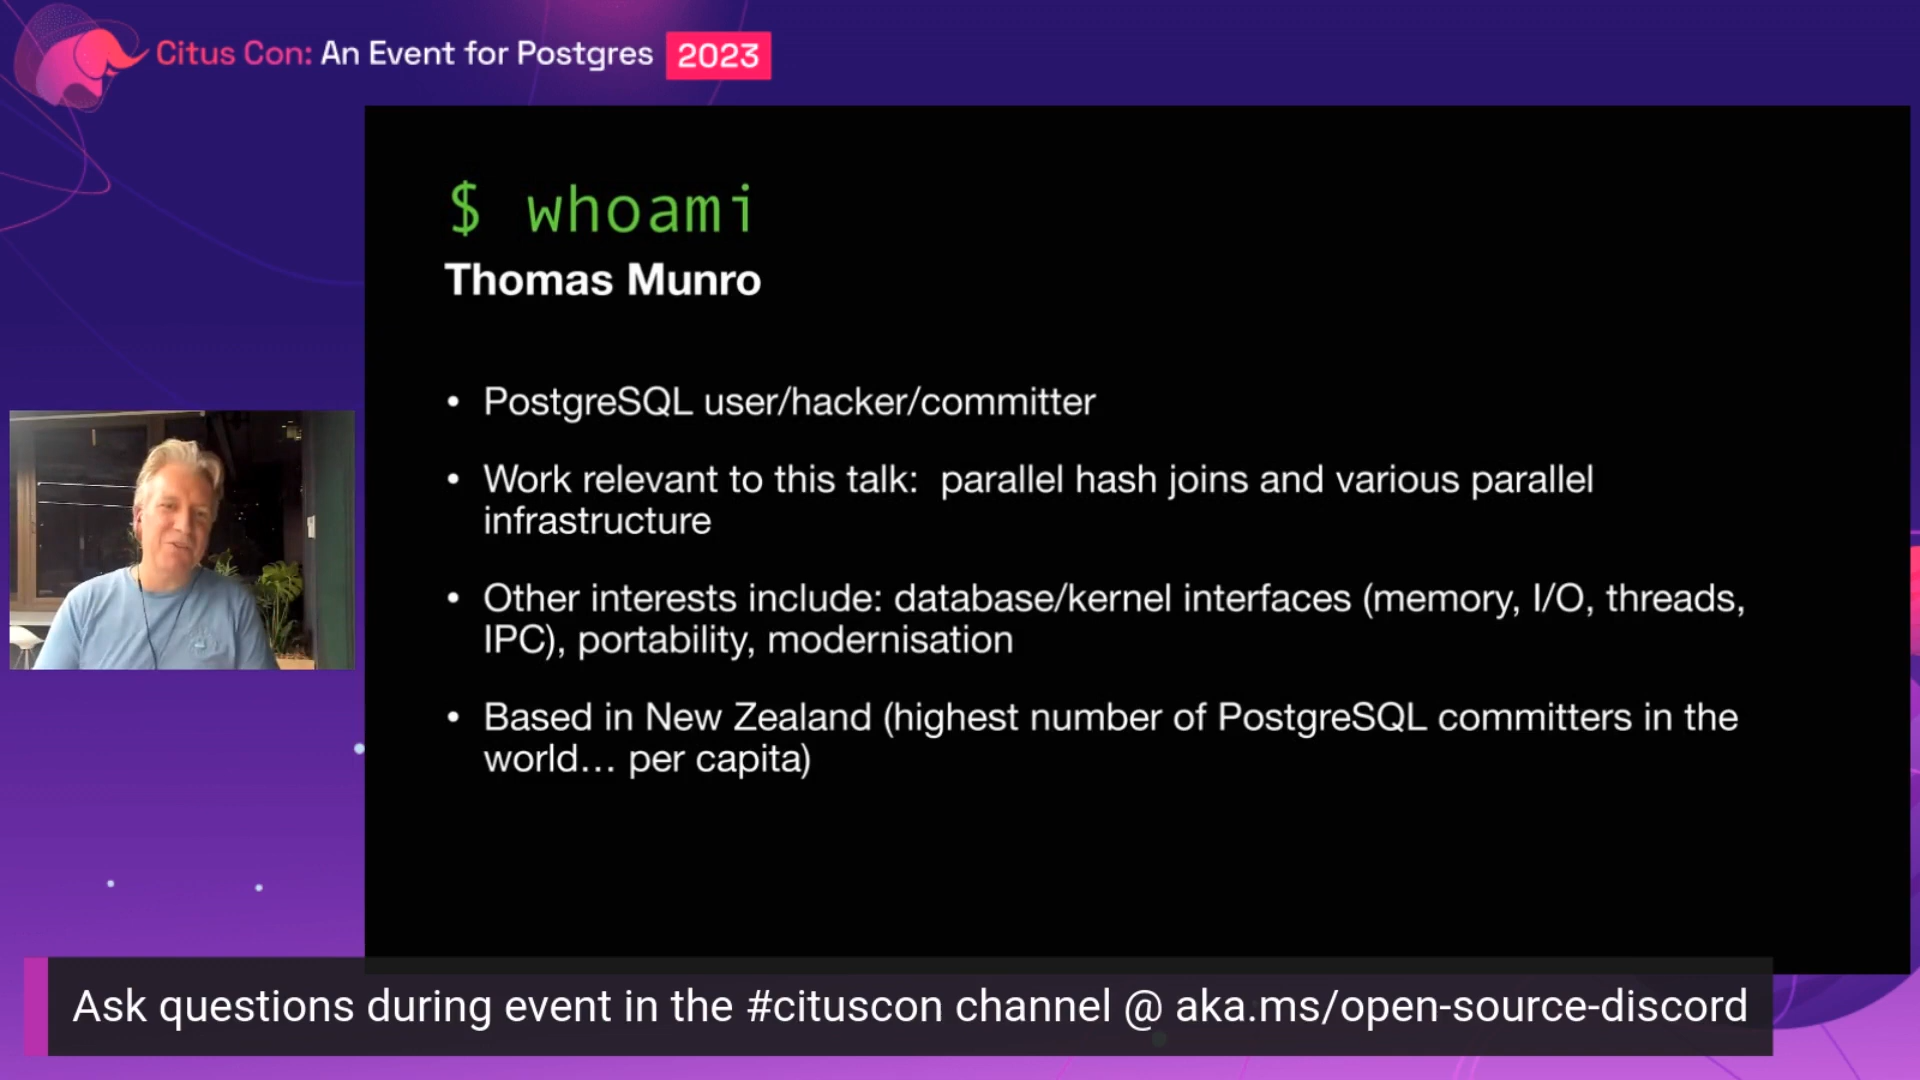 Citus Con: An Event for Postgres 2023
$ whoami
Thomas Munro
• PostgreSQL user/hacker/committer
• Work relevant to this talk: parallel hash joins and various parallel
infrastructure
• Other interests include: database/kernel interfaces (memory, I/O, threads,
IPC), portability, modernisation
• Based in New Zealand (highest number of PostgreSQL committers in the
world… per capita)
Ask questions during event in the #cituscon channel @ aka.ms/open-source-discord